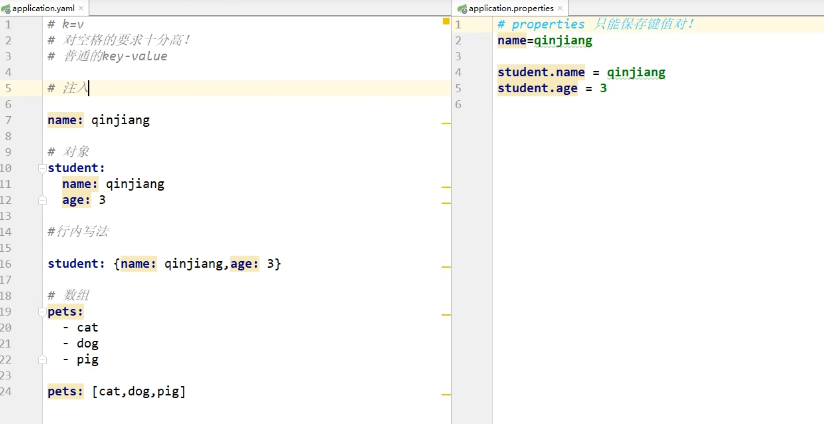 application.yaml
1 # k=v
2 # 对空格的要求十分高!
3 # 普通的key-value
4
5 # 注入
6
7 name: qinjiang
8
9 # 对象
10 student:
11 name: qinjiang
12 age: 3
13
14 #行内写法
15
16 student: {name: qinjiang,age: 3}
17
18 # 数组
19 pets:
20 - cat
21 - dog
22 - pig
23
24 pets: [cat,dog,pig]
application.properties
1 # properties 只能保存键值对!
2 name=qinjiang
3
4 student.name = qinjiang
5 student.age = 3
6